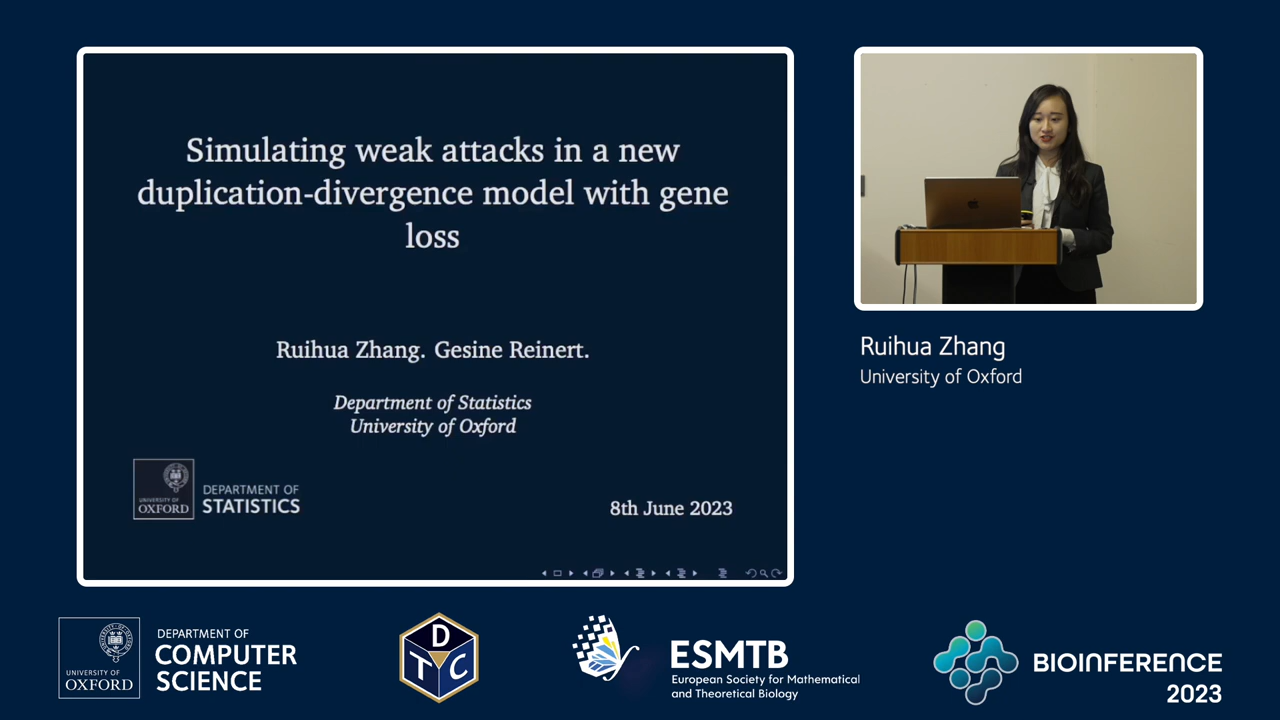 Simulating weak attacks in a new
duplication-divergence model with gene
loss
Ruihua Zhang. Gesine Reinert.
Department of Statistics
University of Oxford
UNIVERSITY OF
OXFORD
DEPARTMENT OF
STATISTICS
8th June 2023
Ruihua Zhang
University of Oxford
UNIVERSITY OF
OXFORD
DEPARTMENT OF
COMPUTER
SCIENCE
D
T C
ESMTB
European Society for Mathematical
and Theoretical Biology
BIOINFERENCE
2023